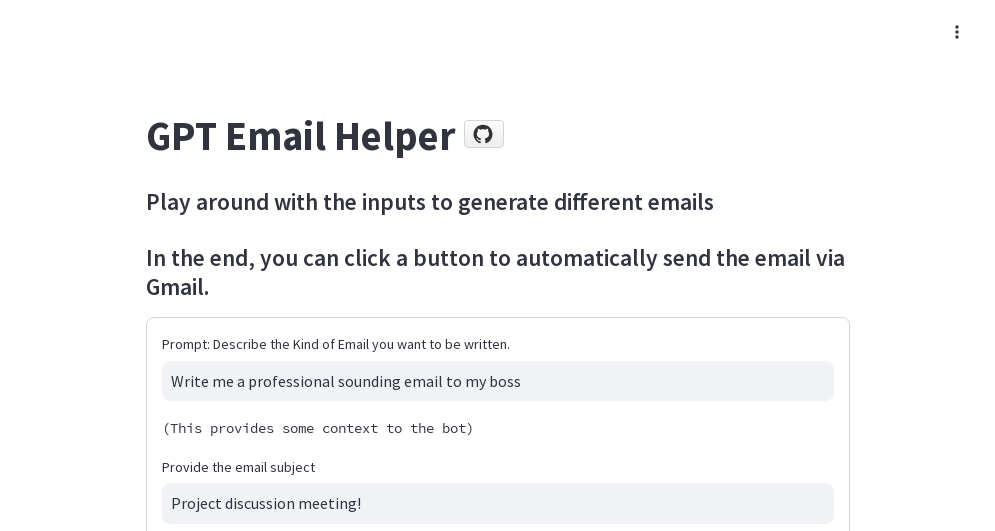 GPT Email Helper
Play around with the inputs to generate different emails
In the end, you can click a button to automatically send the email via
Gmail.
Prompt: Describe the Kind of Email you want to be written.
Write me a professional sounding email to my boss
(This provides some context to the bot)
Provide the email subject
Project discussion meeting!